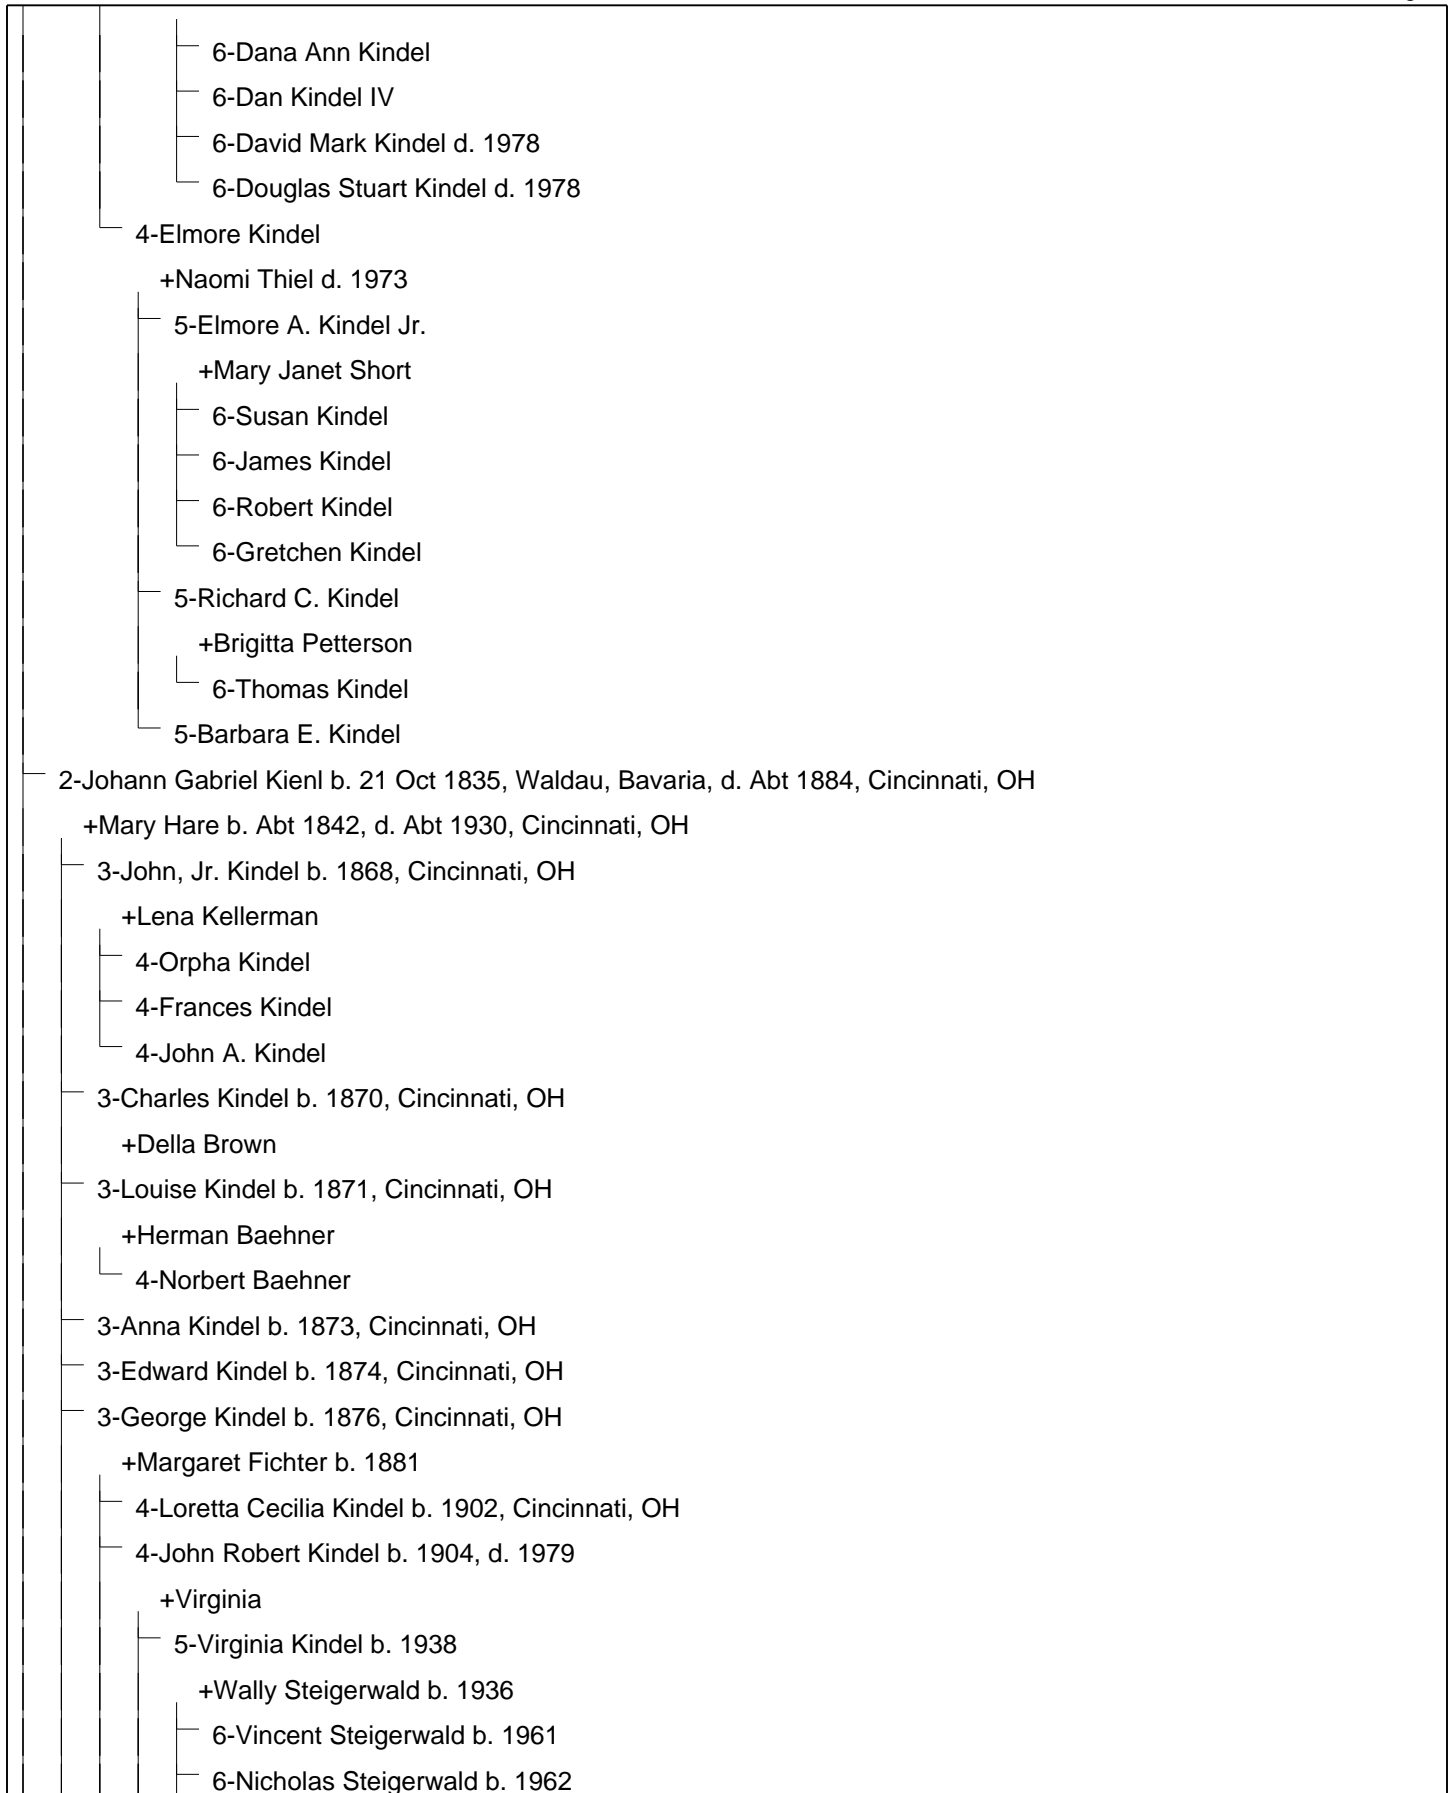 6-Dana Ann Kindel
6-Dan Kindel IV
6-David Mark Kindel d. 1978
6-Douglas Stuart Kindel d. 1978
4-Elmore Kindel
+Naomi Thiel d. 1973
5-Elmore A. Kindel Jr.
+Mary Janet Short
6-Susan Kindel
6-James Kindel
6-Robert Kindel
6-Gretchen Kindel
5-Richard C. Kindel
+Brigitta Petterson
6-Thomas Kindel
5-Barbara E. Kindel
2-Johann Gabriel Kienl b. 21 Oct 1835, Waldau, Bavaria, d. Abt 1884, Cincinnati, OH
+Mary Hare b. Abt 1842, d. Abt 1930, Cincinnati, OH
3-John, Jr. Kindel b. 1868, Cincinnati, OH
+Lena Kellerman
4-Orpha Kindel
4-Frances Kindel
4-John A. Kindel
3-Charles Kindel b. 1870, Cincinnati, OH
+Della Brown
3-Louise Kindel b. 1871, Cincinnati, OH
+Herman Baehner
4-Norbert Baehner
3-Anna Kindel b. 1873, Cincinnati, OH
3-Edward Kindel b. 1874, Cincinnati, OH
3-George Kindel b. 1876, Cincinnati, OH
+Margaret Fichter b. 1881
4-Loretta Cecilia Kindel b. 1902, Cincinnati, OH
4-John Robert Kindel b. 1904, d. 1979
+Virginia
5-Virginia Kindel b. 1938
+Wally Steigerwald b. 1936
6-Vincent Steigerwald b. 1961
6-Nicholas Steigerwald b. 1962